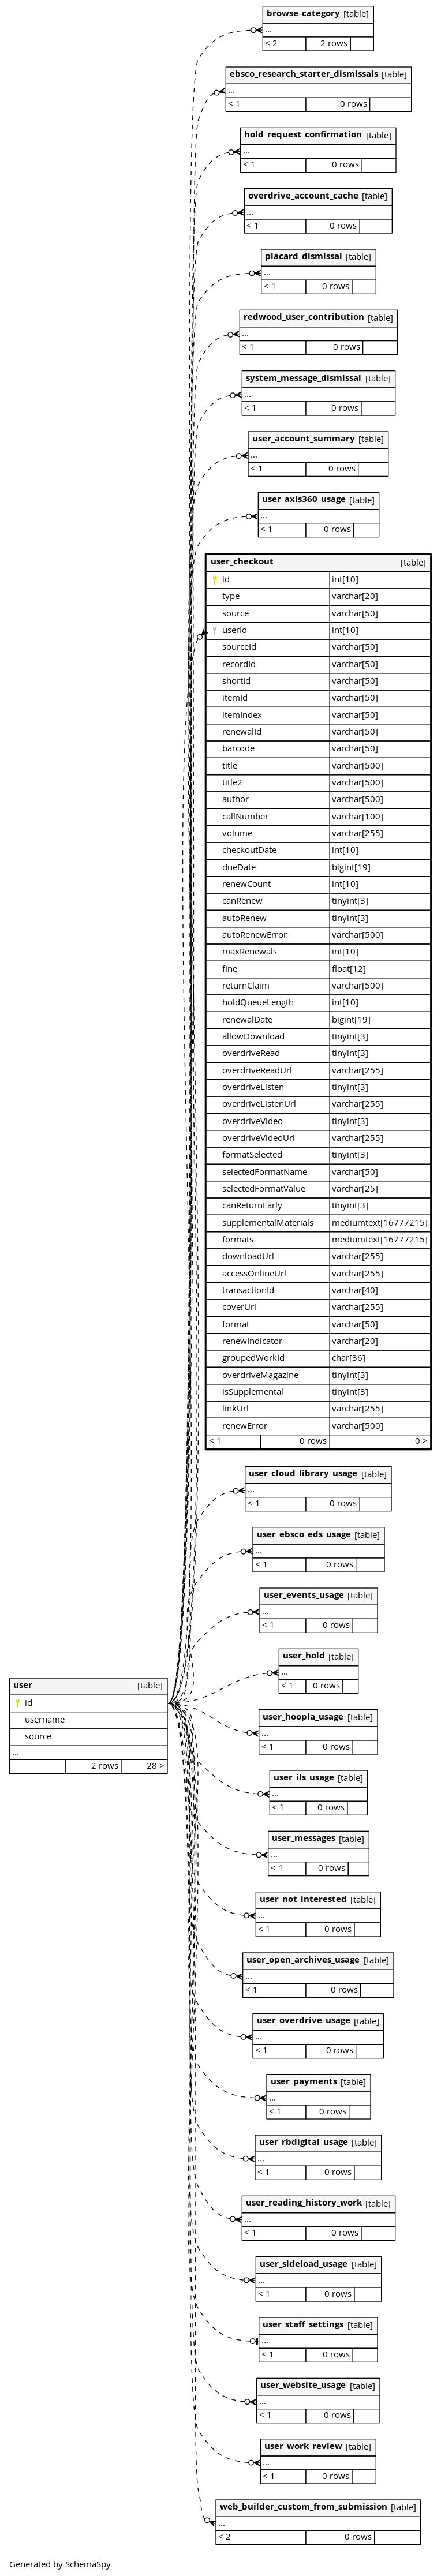 browse_category [table]
...
< 2 2 rows
ebsco_research_starter_dismissals [table]
...
< 1 0 rows
hold_request_confirmation [table]
...
< 1 0 rows
overdrive_account_cache [table]
...
< 1 0 rows
placard_dismissal [table]
...
< 1 0 rows
redwood_user_contribution [table]
...
< 1 0 rows
system_message_dismissal [table]
...
< 1 0 rows
user_account_summary [table]
...
< 1 0 rows
user_axis360_usage [table]
...
< 1 0 rows
user_checkout [table]
id int[10]
type varchar[20]
source varchar[50]
userId int[10]
sourceId varchar[50]
recordId varchar[50]
shortId varchar[50]
itemId varchar[50]
itemIndex varchar[50]
renewalId varchar[50]
barcode varchar[50]
title varchar[500]
title2 varchar[500]
author varchar[500]
callNumber varchar[100]
volume varchar[255]
checkoutDate int[10]
dueDate bigint[19]
renewCount int[10]
canRenew tinyint[3]
autoRenew tinyint[3]
autoRenewError varchar[500]
maxRenewals int[10]
fine float[12]
returnClaim varchar[500]
holdQueueLength int[10]
renewalDate bigint[19]
allowDownload tinyint[3]
overdriveRead tinyint[3]
overdriveReadUrl varchar[255]
overdriveListen tinyint[3]
overdriveListenUrl varchar[255]
overdriveVideo tinyint[3]
overdriveVideoUrl varchar[255]
formatSelected tinyint[3]
selectedFormatName varchar[50]
selectedFormatValue varchar[25]
canReturnEarly tinyint[3]
supplementalMaterials mediumtext[16777215]
formats mediumtext[16777215]
downloadUrl varchar[255]
accessOnlineUrl varchar[255]
transactionId varchar[40]
coverUrl varchar[255]
format varchar[50]
renewIndicator varchar[20]
groupedWorkId char[36]
overdriveMagazine tinyint[3]
isSupplemental tinyint[3]
linkUrl varchar[255]
renewError varchar[500]
< 1 0 rows 0 >
user_cloud_library_usage [table]
...
< 1 0 rows
user_ebsco_eds_usage [table]
...
< 1 0 rows
user_events_usage [table]
...
< 1 0 rows
user_hold [table]
...
< 1 0 rows
user [table]
id
username
source
...
2 rows 28 >
user_hoopla_usage [table]
...
< 1 0 rows
user_ils_usage [table]
...
< 1 0 rows
user_messages [table]
...
< 1 0 rows
user_not_interested [table]
...
< 1 0 rows
user_open_archives_usage [table]
...
< 1 0 rows
user_overdrive_usage [table]
...
< 1 0 rows
user_payments [table]
...
< 1 0 rows
user_rbdigital_usage [table]
...
< 1 0 rows
user_reading_history_work [table]
...
< 1 0 rows
user_sideload_usage [table]
...
< 1 0 rows
user_staff_settings [table]
...
< 1 0 rows
user_website_usage [table]
...
< 1 0 rows
user_work_review [table]
...
< 1 0 rows
web_builder_custom_from_submission [table]
...
< 2 0 rows
Generated by SchemaSpy